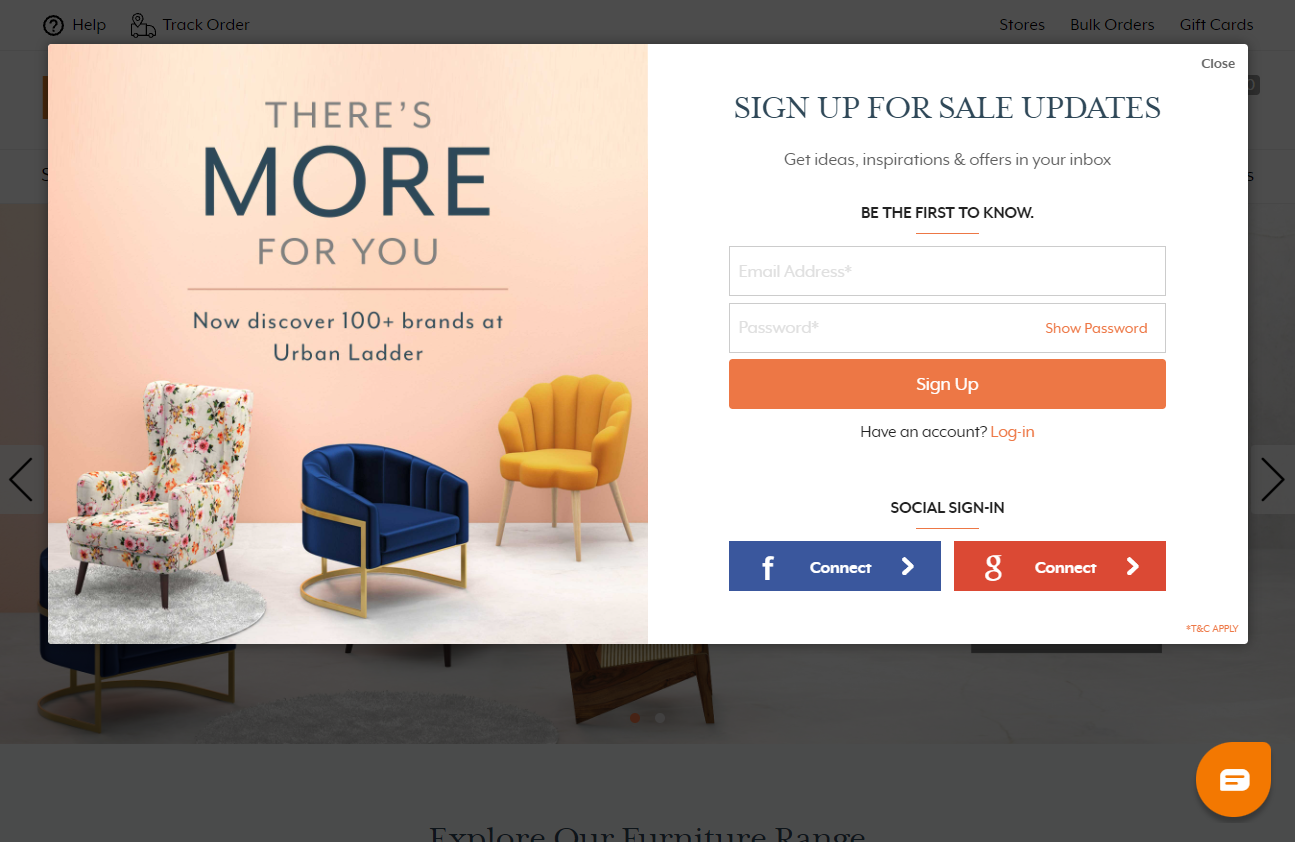 Help
Track Order
Stores
Bulk Orders
Gift Cards
Close
THERE'S
MORE
FOR YOU
Now discover 100+ brands at
Urban Ladder
SIGN UP FOR SALE UPDATES
Get ideas, inspirations & offers in your inbox
BE THE FIRST TO KNOW.
Email Address*
Password*
Show Password
Sign Up
Have an account? Log-in
SOCIAL SIGN-IN
f Connect
g Connect
*T&C APPLY
Explore Our Furniture Range